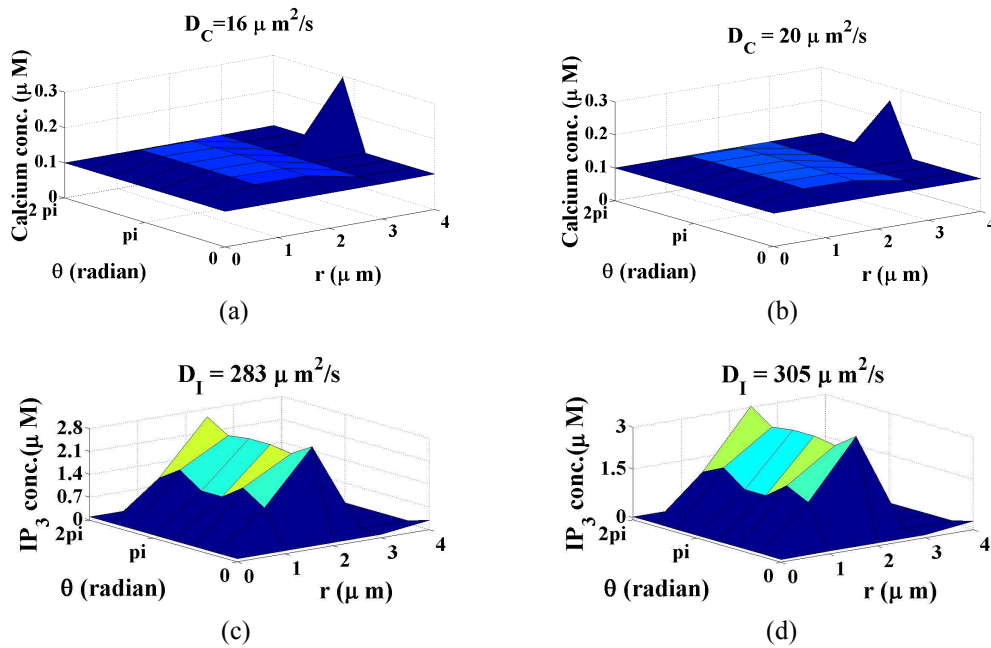 D_C=16 μ m^2/s
Calcium conc. (μ M)
0.3
0.2
0.1
0
2 pi
pi
0
θ (radian)
0
1
2
3
4
r (μ m)
(a)
D_C = 20 μ m^2/s
Calcium conc. (μ M)
0.3
0.2
0.1
0
2pi
pi
0
θ (radian)
0
1
2
3
4
r (μ m)
(b)
D_I = 283 μ m^2/s
IP_3 conc.(μ M)
2.8
2.1
1.4
0.7
0
2pi
pi
0
θ (radian)
0
1
2
3
4
r (μ m)
(c)
D_I = 305 μ m^2/s
IP_3 conc. (μ M)
3
1.5
0
2pi
pi
0
θ (radian)
0
1
2
3
4
r (μ m)
(d)